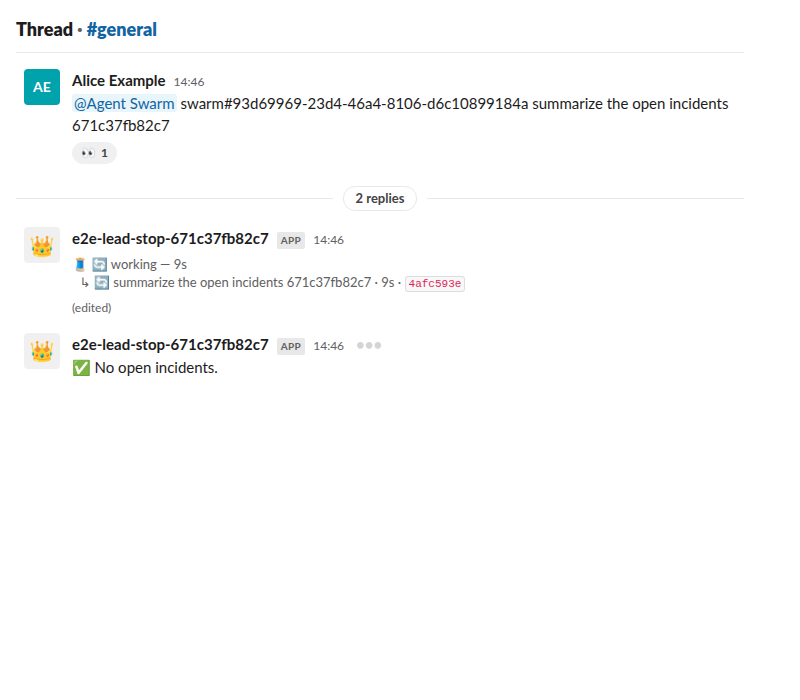 Thread • #general
AE
Alice Example 14:46
@Agent Swarm swarm#93d69969-23d4-46a4-8106-d6c10899184a summarize the open incidents
671c37fb82c7
👀 1
2 replies
e2e-lead-stop-671c37fb82c7 APP 14:46
🧵 🔄 working — 9s
↳ 🔄 summarize the open incidents 671c37fb82c7 · 9s · 4afc593e
(edited)
e2e-lead-stop-671c37fb82c7 APP 14:46
✅ No open incidents.